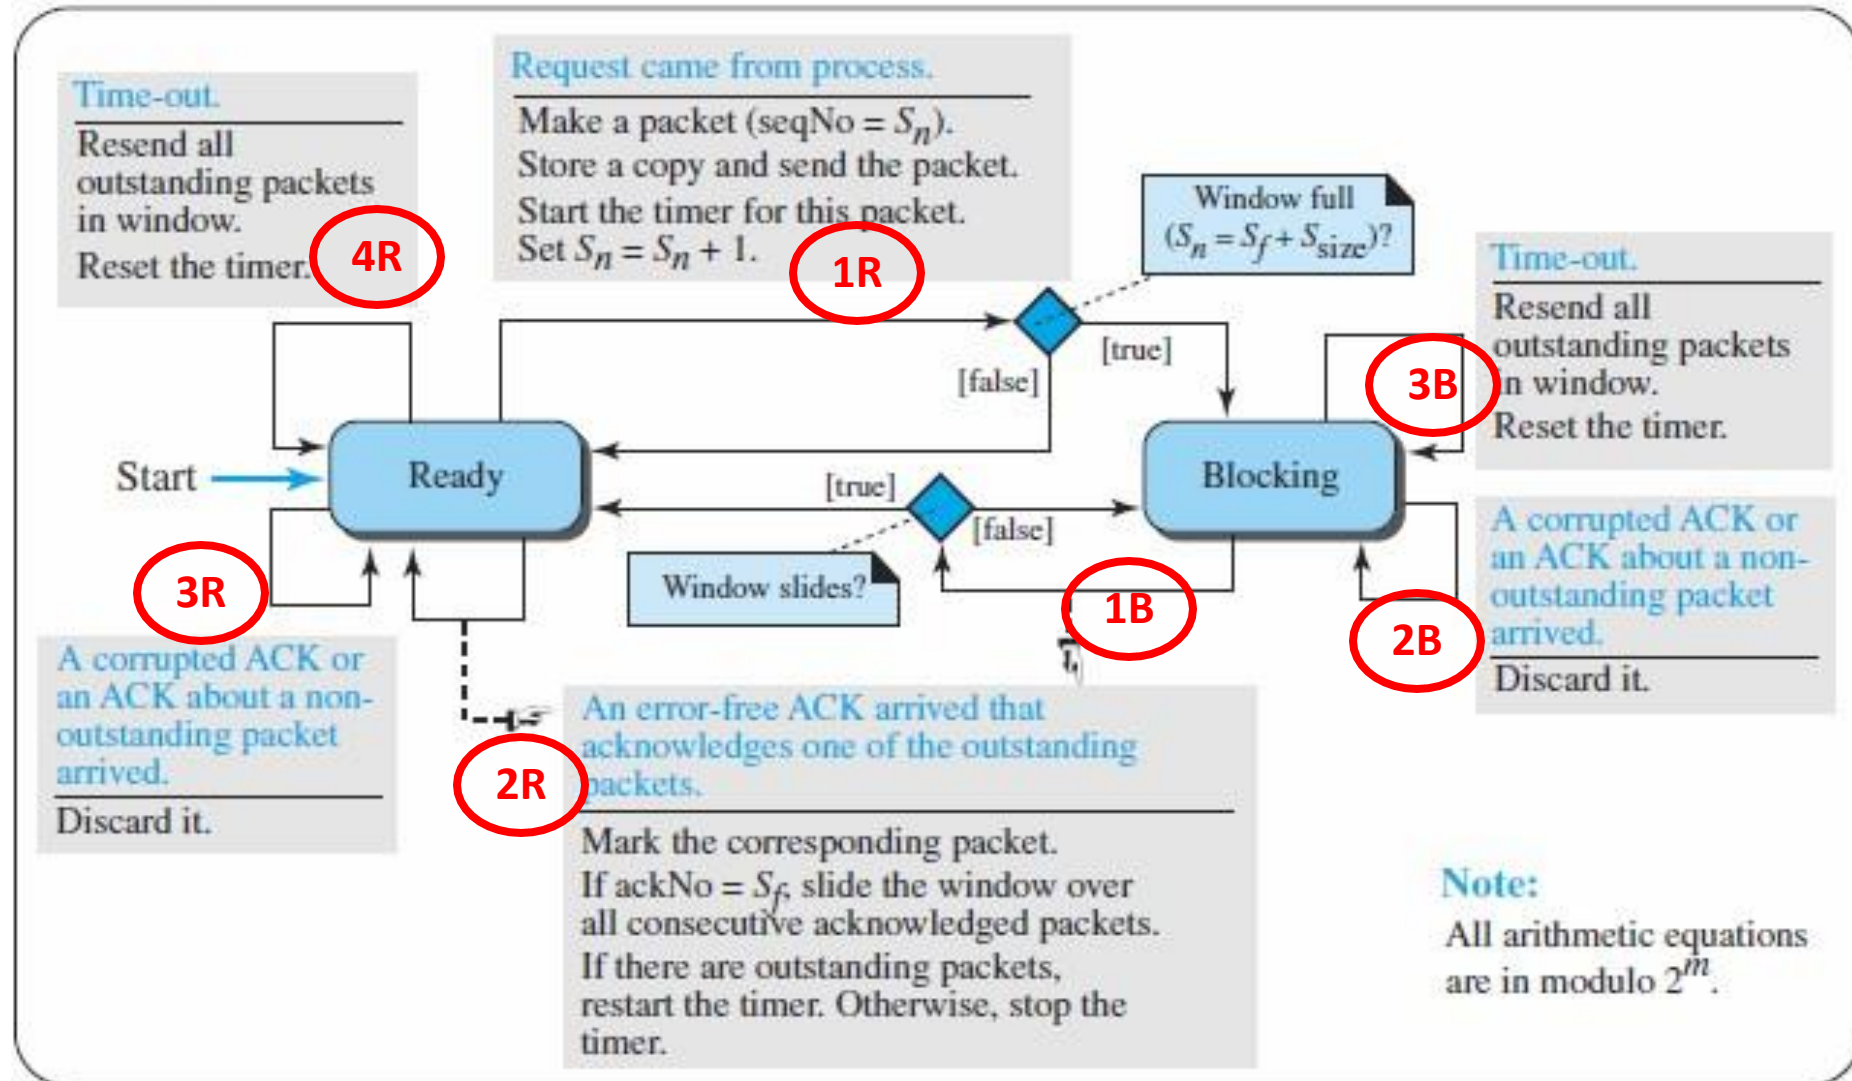 Time-out.
Resend all
outstanding packets
in window.
Reset the timer.
4R
Request came from process.
Make a packet (seqNo = Sn).
Store a copy and send the packet.
Start the timer for this packet.
Set Sn = Sn + 1.
1R
Window full
(Sn = Sf + Ssize)?
Time-out.
Resend all
outstanding packets
in window.
Reset the timer.
3B
[true]
[false]
Start
Ready
Blocking
[true]
[false]
Window slides?
3R
A corrupted ACK or
an ACK about a non-
outstanding packet
arrived.
Discard it.
1B
2B
A corrupted ACK or
an ACK about a non-
outstanding packet
arrived.
Discard it.
2R
An error-free ACK arrived that
acknowledges one of the outstanding
packets.
Mark the corresponding packet.
If ackNo = Sf, slide the window over
all consecutive acknowledged packets.
If there are outstanding packets,
restart the timer. Otherwise, stop the
timer.
Note:
All arithmetic equations
are in modulo 2^m.